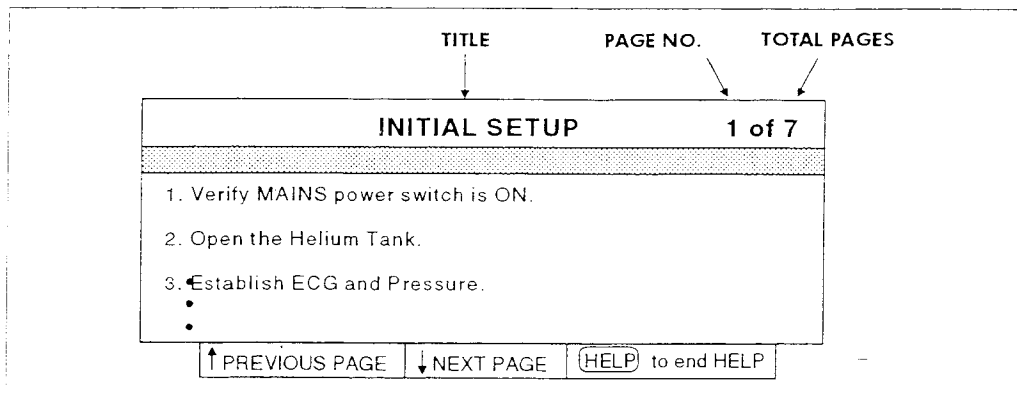 TITLE PAGE NO. TOTAL PAGES
INITIAL SETUP 1 of 7
1. Verify MAINS power switch is ON.
2. Open the Helium Tank.
3. Establish ECG and Pressure.
•
•
•
↑ PREVIOUS PAGE ↓ NEXT PAGE HELP to end HELP